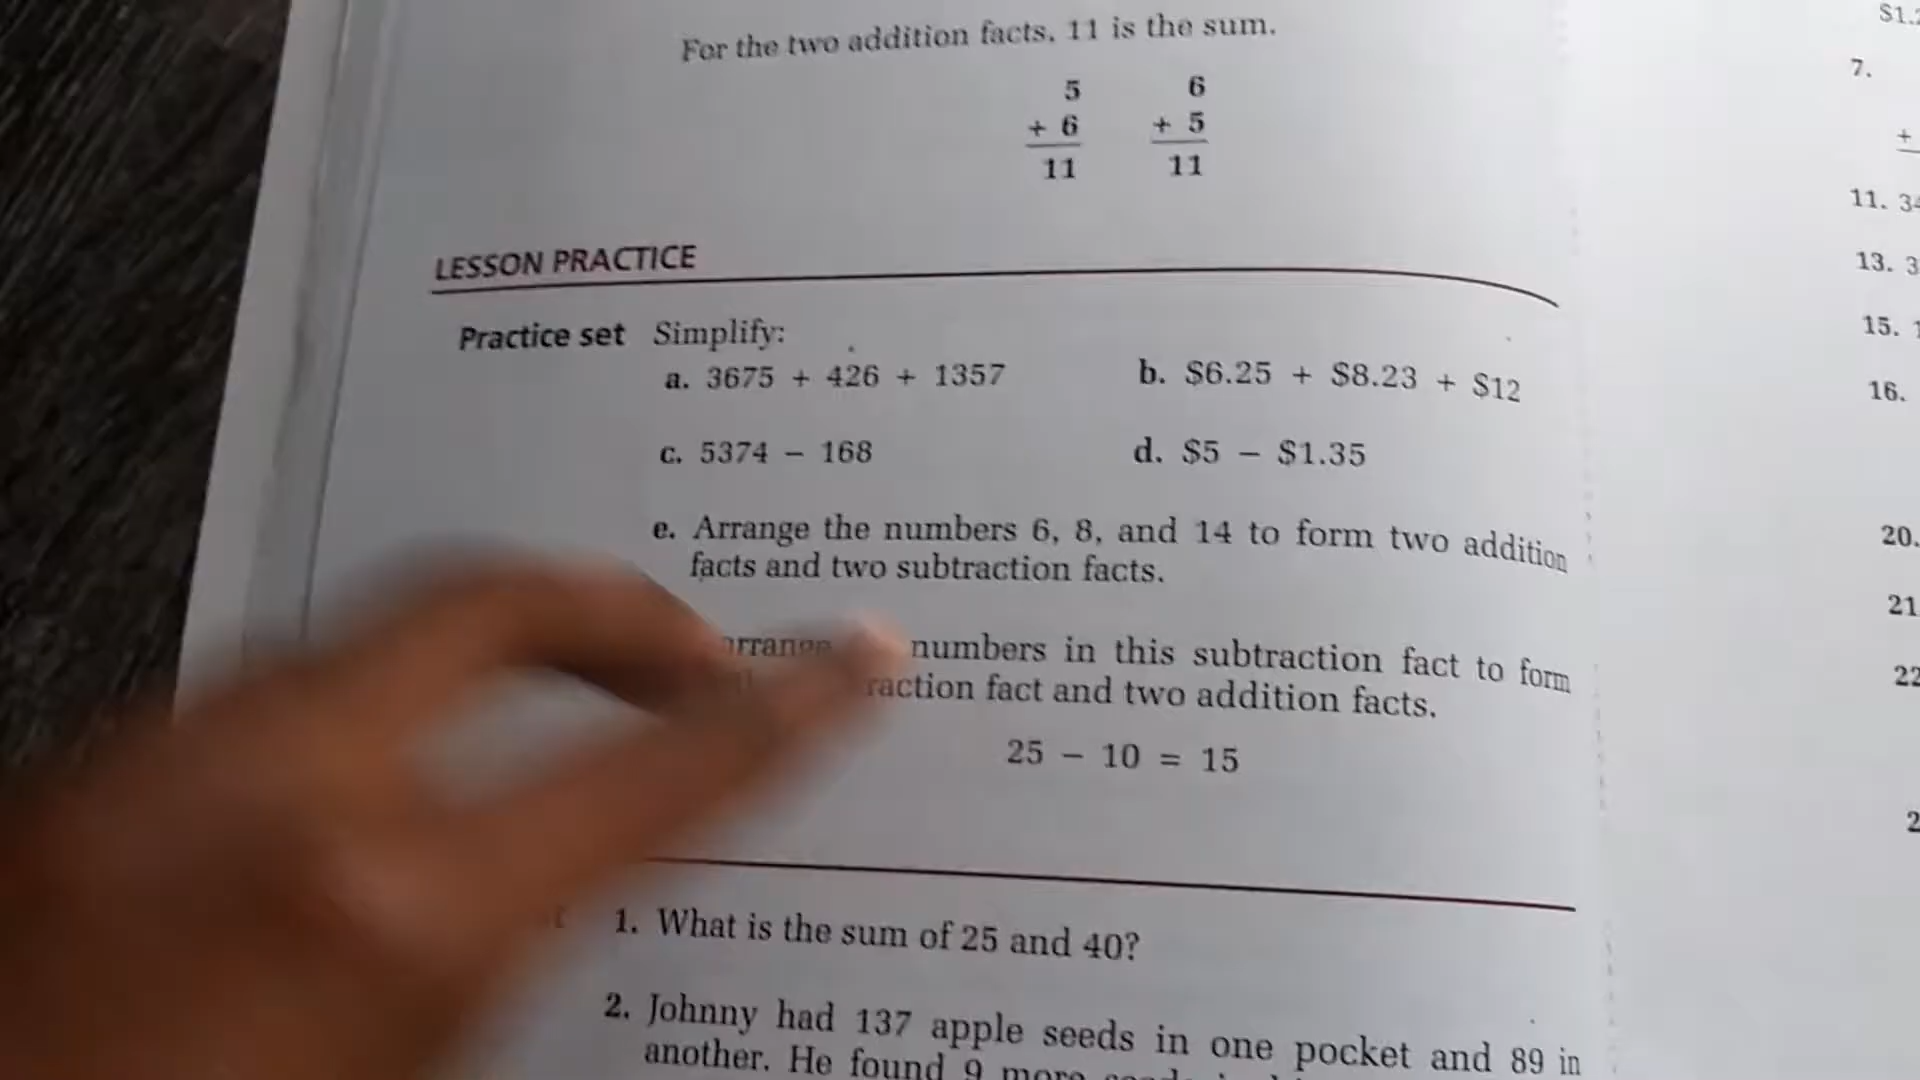 For the two addition facts, 11 is the sum.
5 6
+ 6 + 5
11 11
LESSON PRACTICE
Practice set Simplify:
a. 3675 + 426 + 1357 b. $6.25 + $8.23 + $12
c. 5374 − 168 d. $5 − $1.35
e. Arrange the numbers 6, 8, and 14 to form two addition
facts and two subtraction facts.
numbers in this subtraction fact to form
fact and two addition facts.
25 − 10 = 15
1. What is the sum of 25 and 40?
2. Johnny had 137 apple seeds in one pocket and 89 in
another. He found 9 more
7.
+
11.
13.
15.
16.
20.
21.